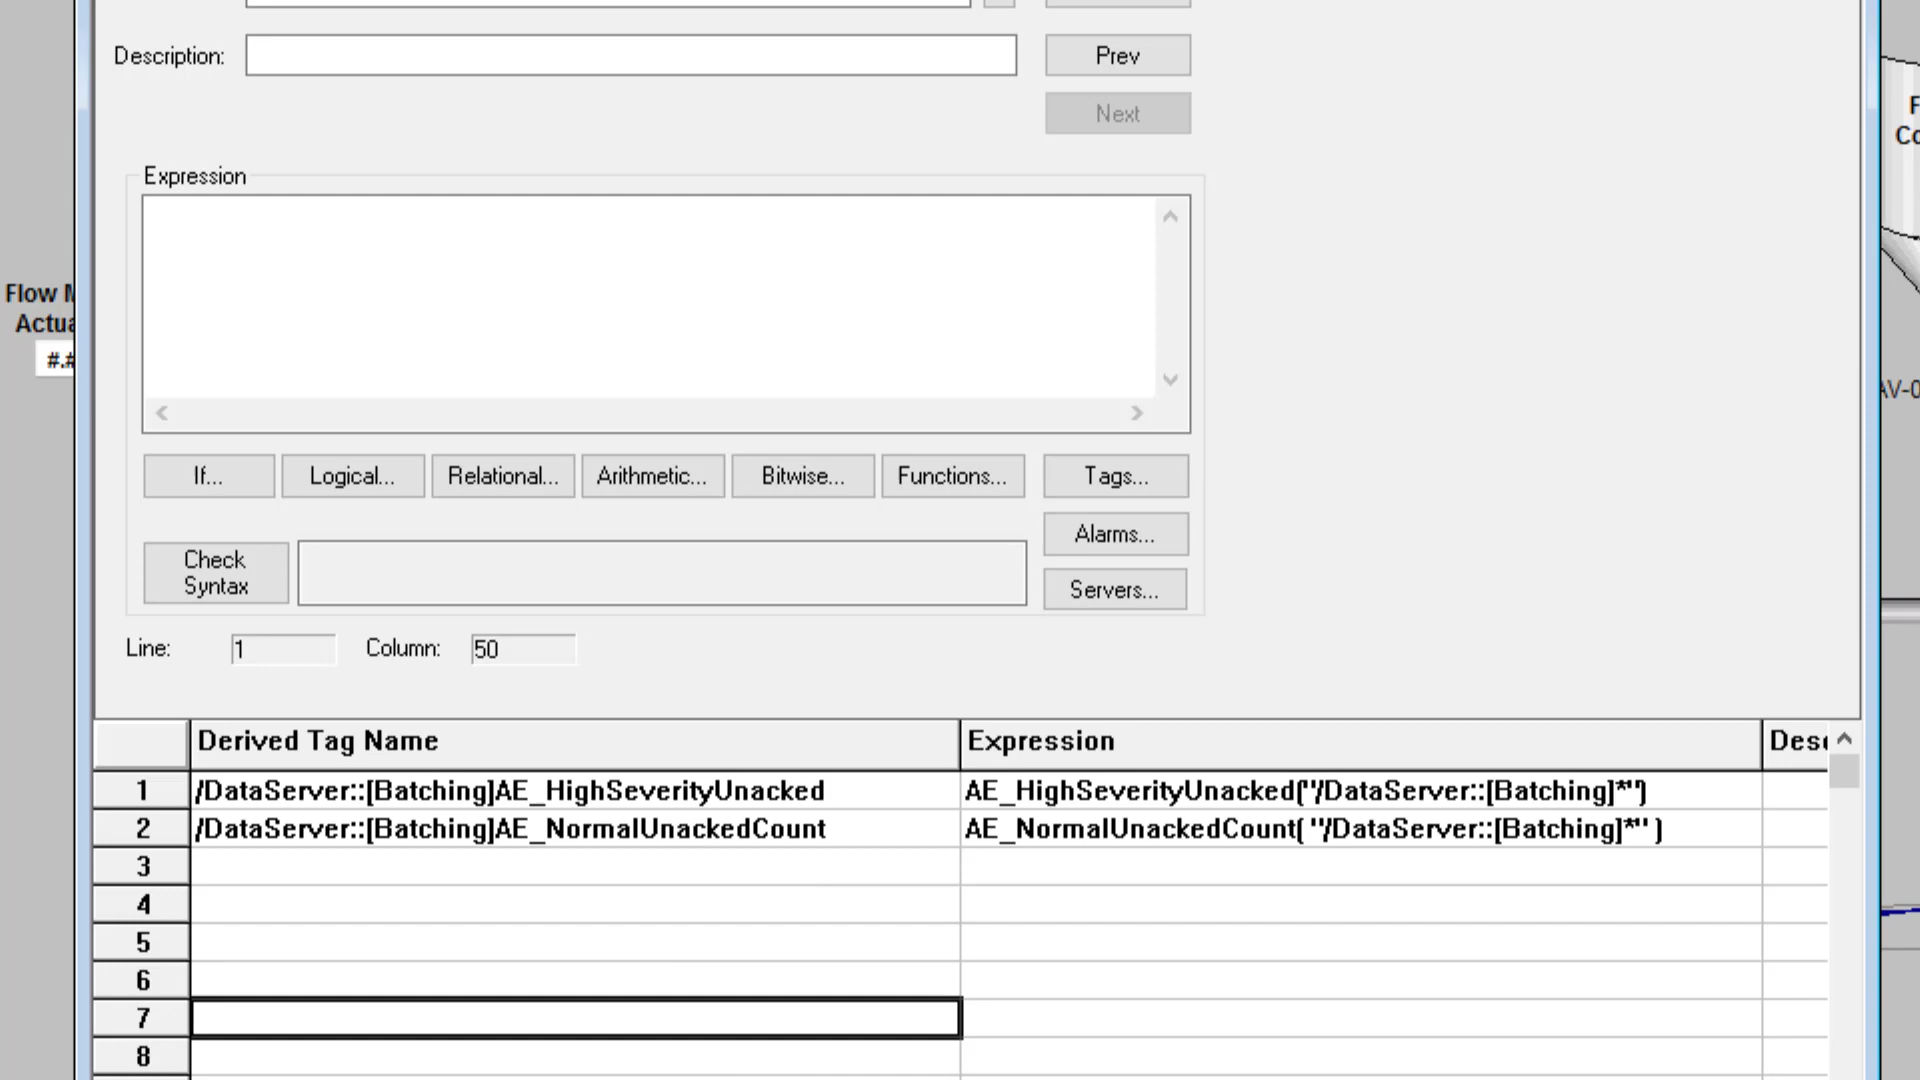 Description:
Prev
Next
Expression
Flow
#.#
If...
Logical...
Relational...
Arithmetic...
Bitwise...
Functions...
Tags...
Alarms...
Check
Syntax
Servers...
Line:
1
Column:
50
Derived Tag Name
Expression
1
/DataServer::[Batching]AE_HighSeverityUnacked
AE_HighSeverityUnacked("/DataServer::[Batching]*")
2
/DataServer::[Batching]AE_NormalUnackedCount
AE_NormalUnackedCount( "/DataServer::[Batching]*" )
3
4
5
6
7
8